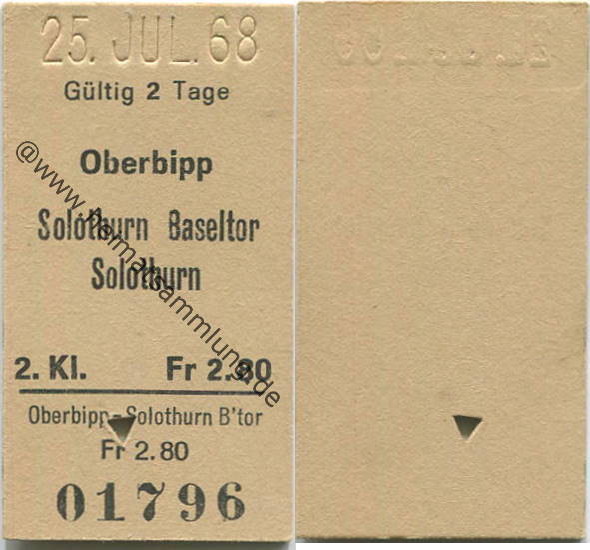 25. JUL. 68
Gültig 2 Tage
Oberbipp
Solothurn Baseltor
Solothurn
2. Kl. Fr 2.80
Oberbipp - Solothurn B'tor
Fr 2.80
01796
@www.heimatsammlung.de